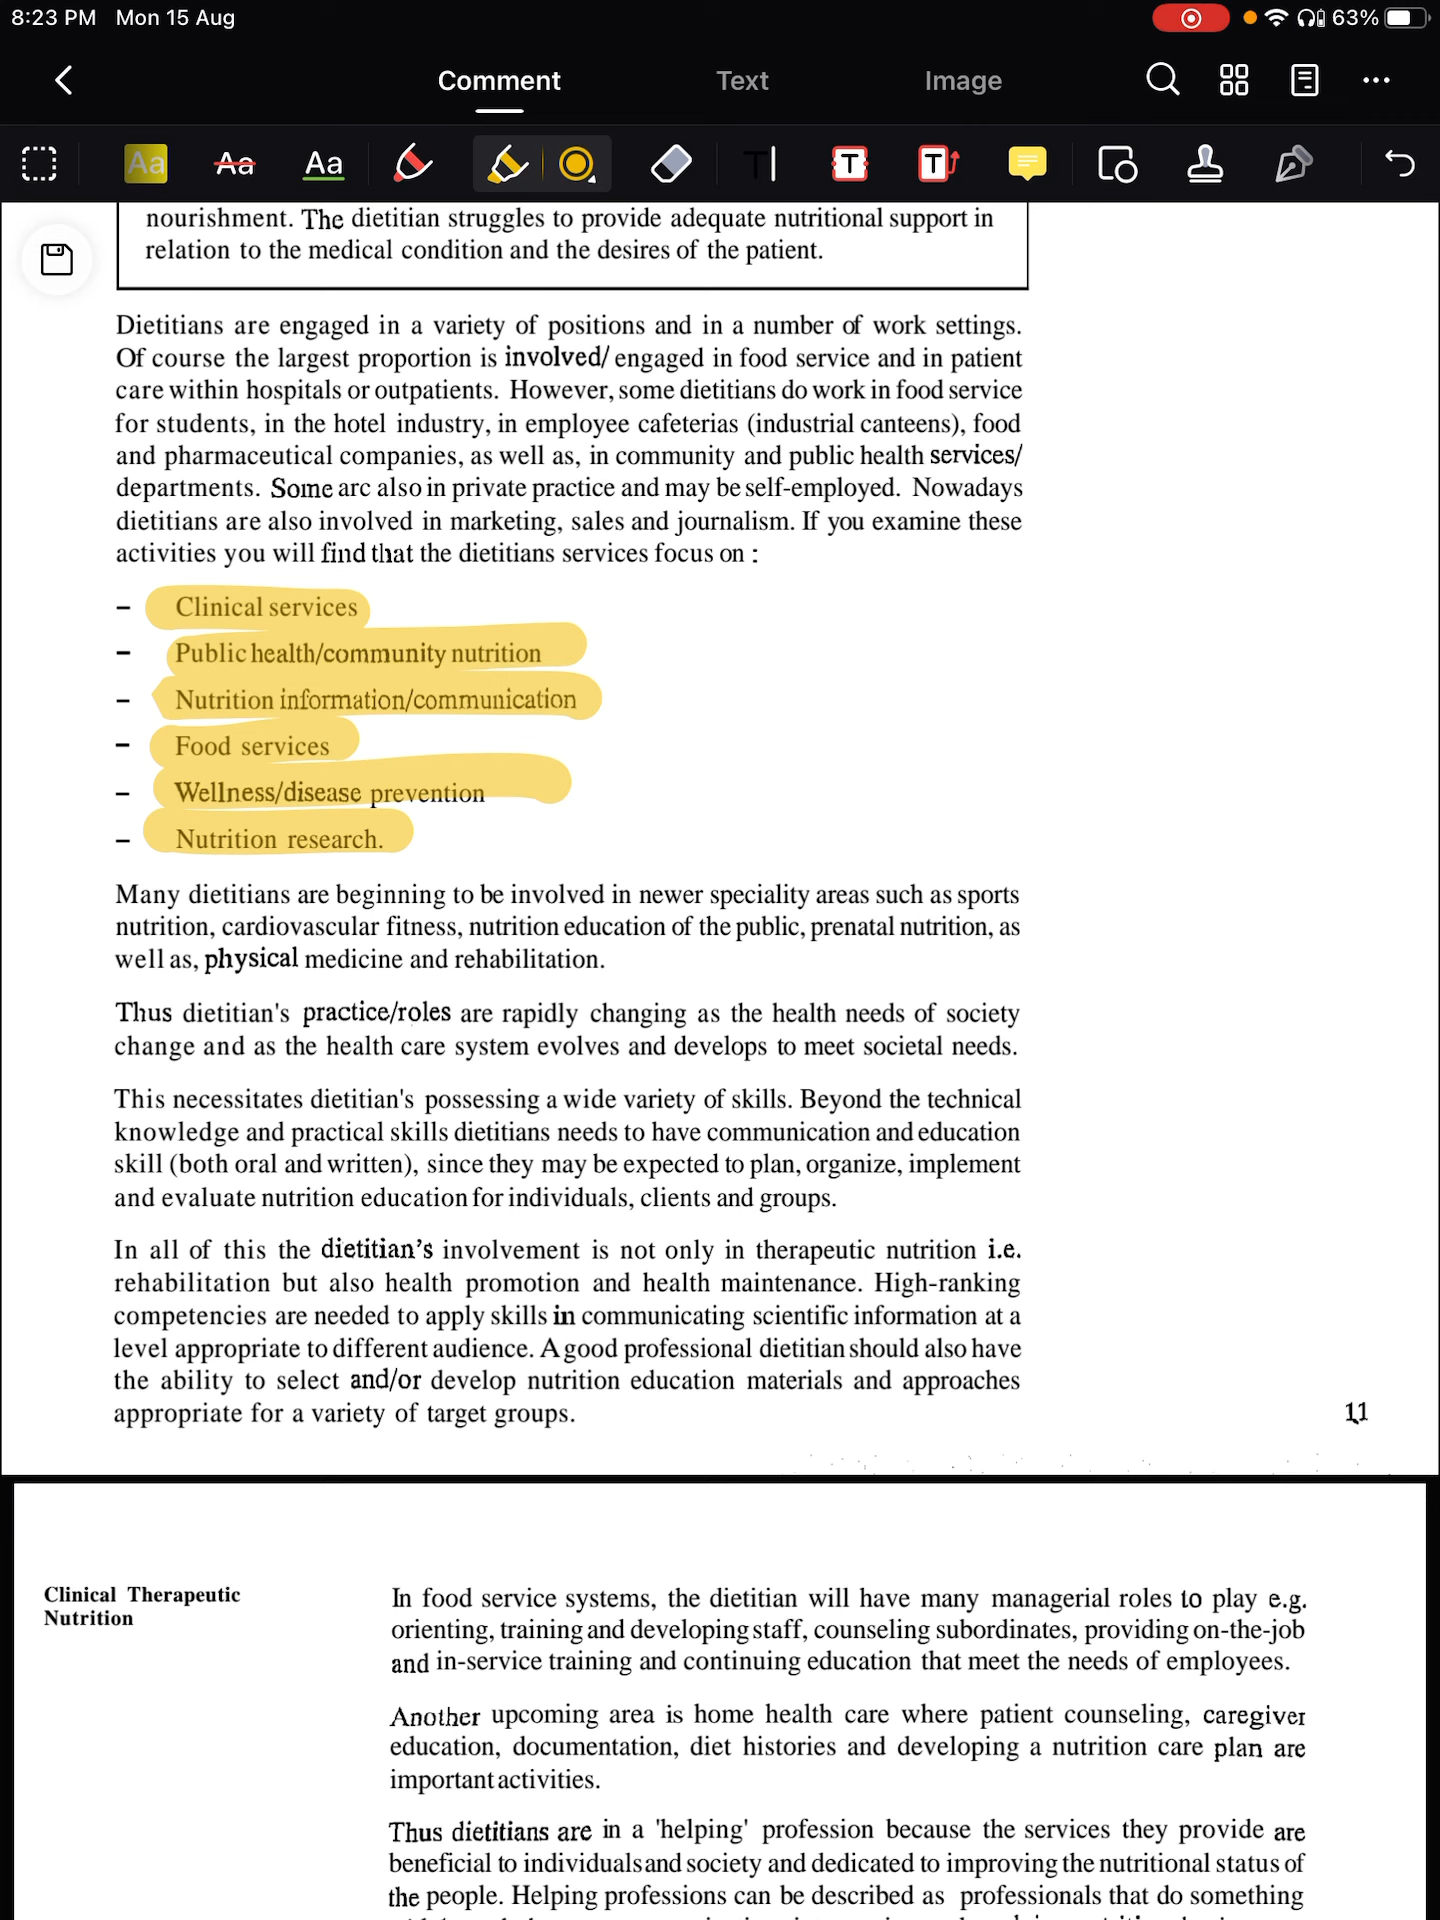 8:23 PM Mon 15 Aug
63%
Comment Text Image
Aa Aa Aa T T T
nourishment. The dietitian struggles to provide adequate nutritional support in
relation to the medical condition and the desires of the patient.
Dietitians are engaged in a variety of positions and in a number of work settings.
Of course the largest proportion is involved/ engaged in food service and in patient
care within hospitals or outpatients. However, some dietitians do work in food service
for students, in the hotel industry, in employee cafeterias (industrial canteens), food
and pharmaceutical companies, as well as, in community and public health services/
departments. Some arc also in private practice and may be self-employed. Nowadays
dietitians are also involved in marketing, sales and journalism. If you examine these
activities you will find that the dietitians services focus on :
– Clinical services
– Public health/community nutrition
– Nutrition information/communication
– Food services
– Wellness/disease prevention
– Nutrition research.
Many dietitians are beginning to be involved in newer speciality areas such as sports
nutrition, cardiovascular fitness, nutrition education of the public, prenatal nutrition, as
well as, physical medicine and rehabilitation.
Thus dietitian's practice/roles are rapidly changing as the health needs of society
change and as the health care system evolves and develops to meet societal needs.
This necessitates dietitian's possessing a wide variety of skills. Beyond the technical
knowledge and practical skills dietitians needs to have communication and education
skill (both oral and written), since they may be expected to plan, organize, implement
and evaluate nutrition education for individuals, clients and groups.
In all of this the dietitian's involvement is not only in therapeutic nutrition i.e.
rehabilitation but also health promotion and health maintenance. High-ranking
competencies are needed to apply skills in communicating scientific information at a
level appropriate to different audience. A good professional dietitian should also have
the ability to select and/or develop nutrition education materials and approaches
appropriate for a variety of target groups.
11
Clinical Therapeutic
Nutrition
In food service systems, the dietitian will have many managerial roles to play e.g.
orienting, training and developing staff, counseling subordinates, providing on-the-job
and in-service training and continuing education that meet the needs of employees.
Another upcoming area is home health care where patient counseling, caregiver
education, documentation, diet histories and developing a nutrition care plan are
important activities.
Thus dietitians are in a 'helping' profession because the services they provide are
beneficial to individuals and society and dedicated to improving the nutritional status of
the people. Helping professions can be described as professionals that do something